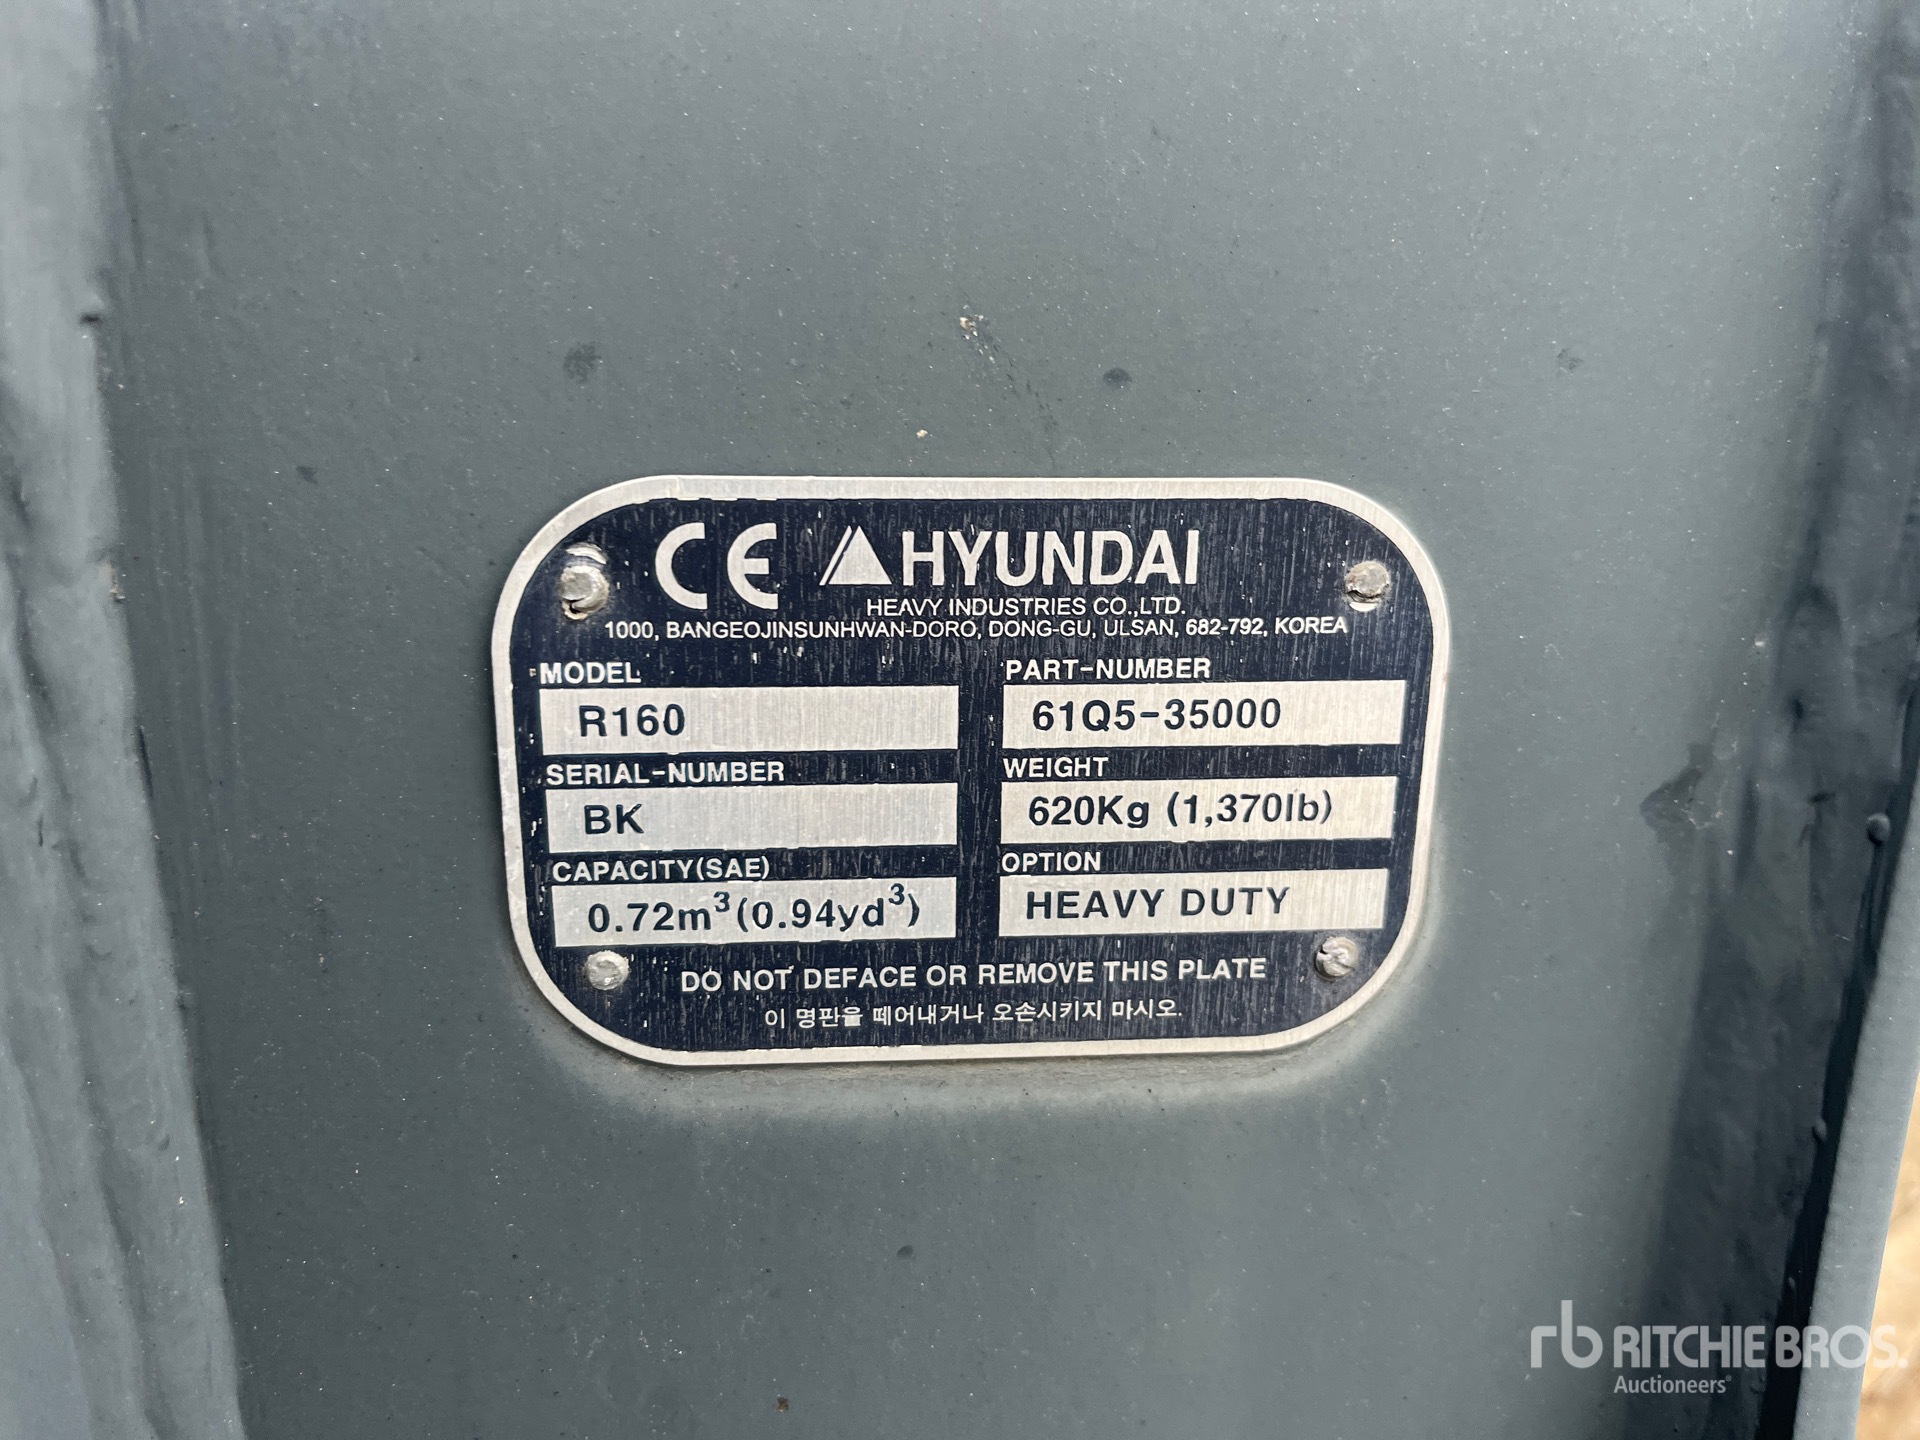 CE HYUNDAI
HEAVY INDUSTRIES CO.,LTD.
1000, BANGEOJINSUNHWAN-DORO, DONG-GU, ULSAN, 682-792, KOREA
MODEL
R160
PART-NUMBER
61Q5-35000
SERIAL-NUMBER
BK
WEIGHT
620Kg (1,370lb)
CAPACITY(SAE)
0.72m³(0.94yd³)
OPTION
HEAVY DUTY
DO NOT DEFACE OR REMOVE THIS PLATE
이 명판을 떼어내거나 오손시키지 마시오.
rb RITCHIE BROS.
Auctioneers